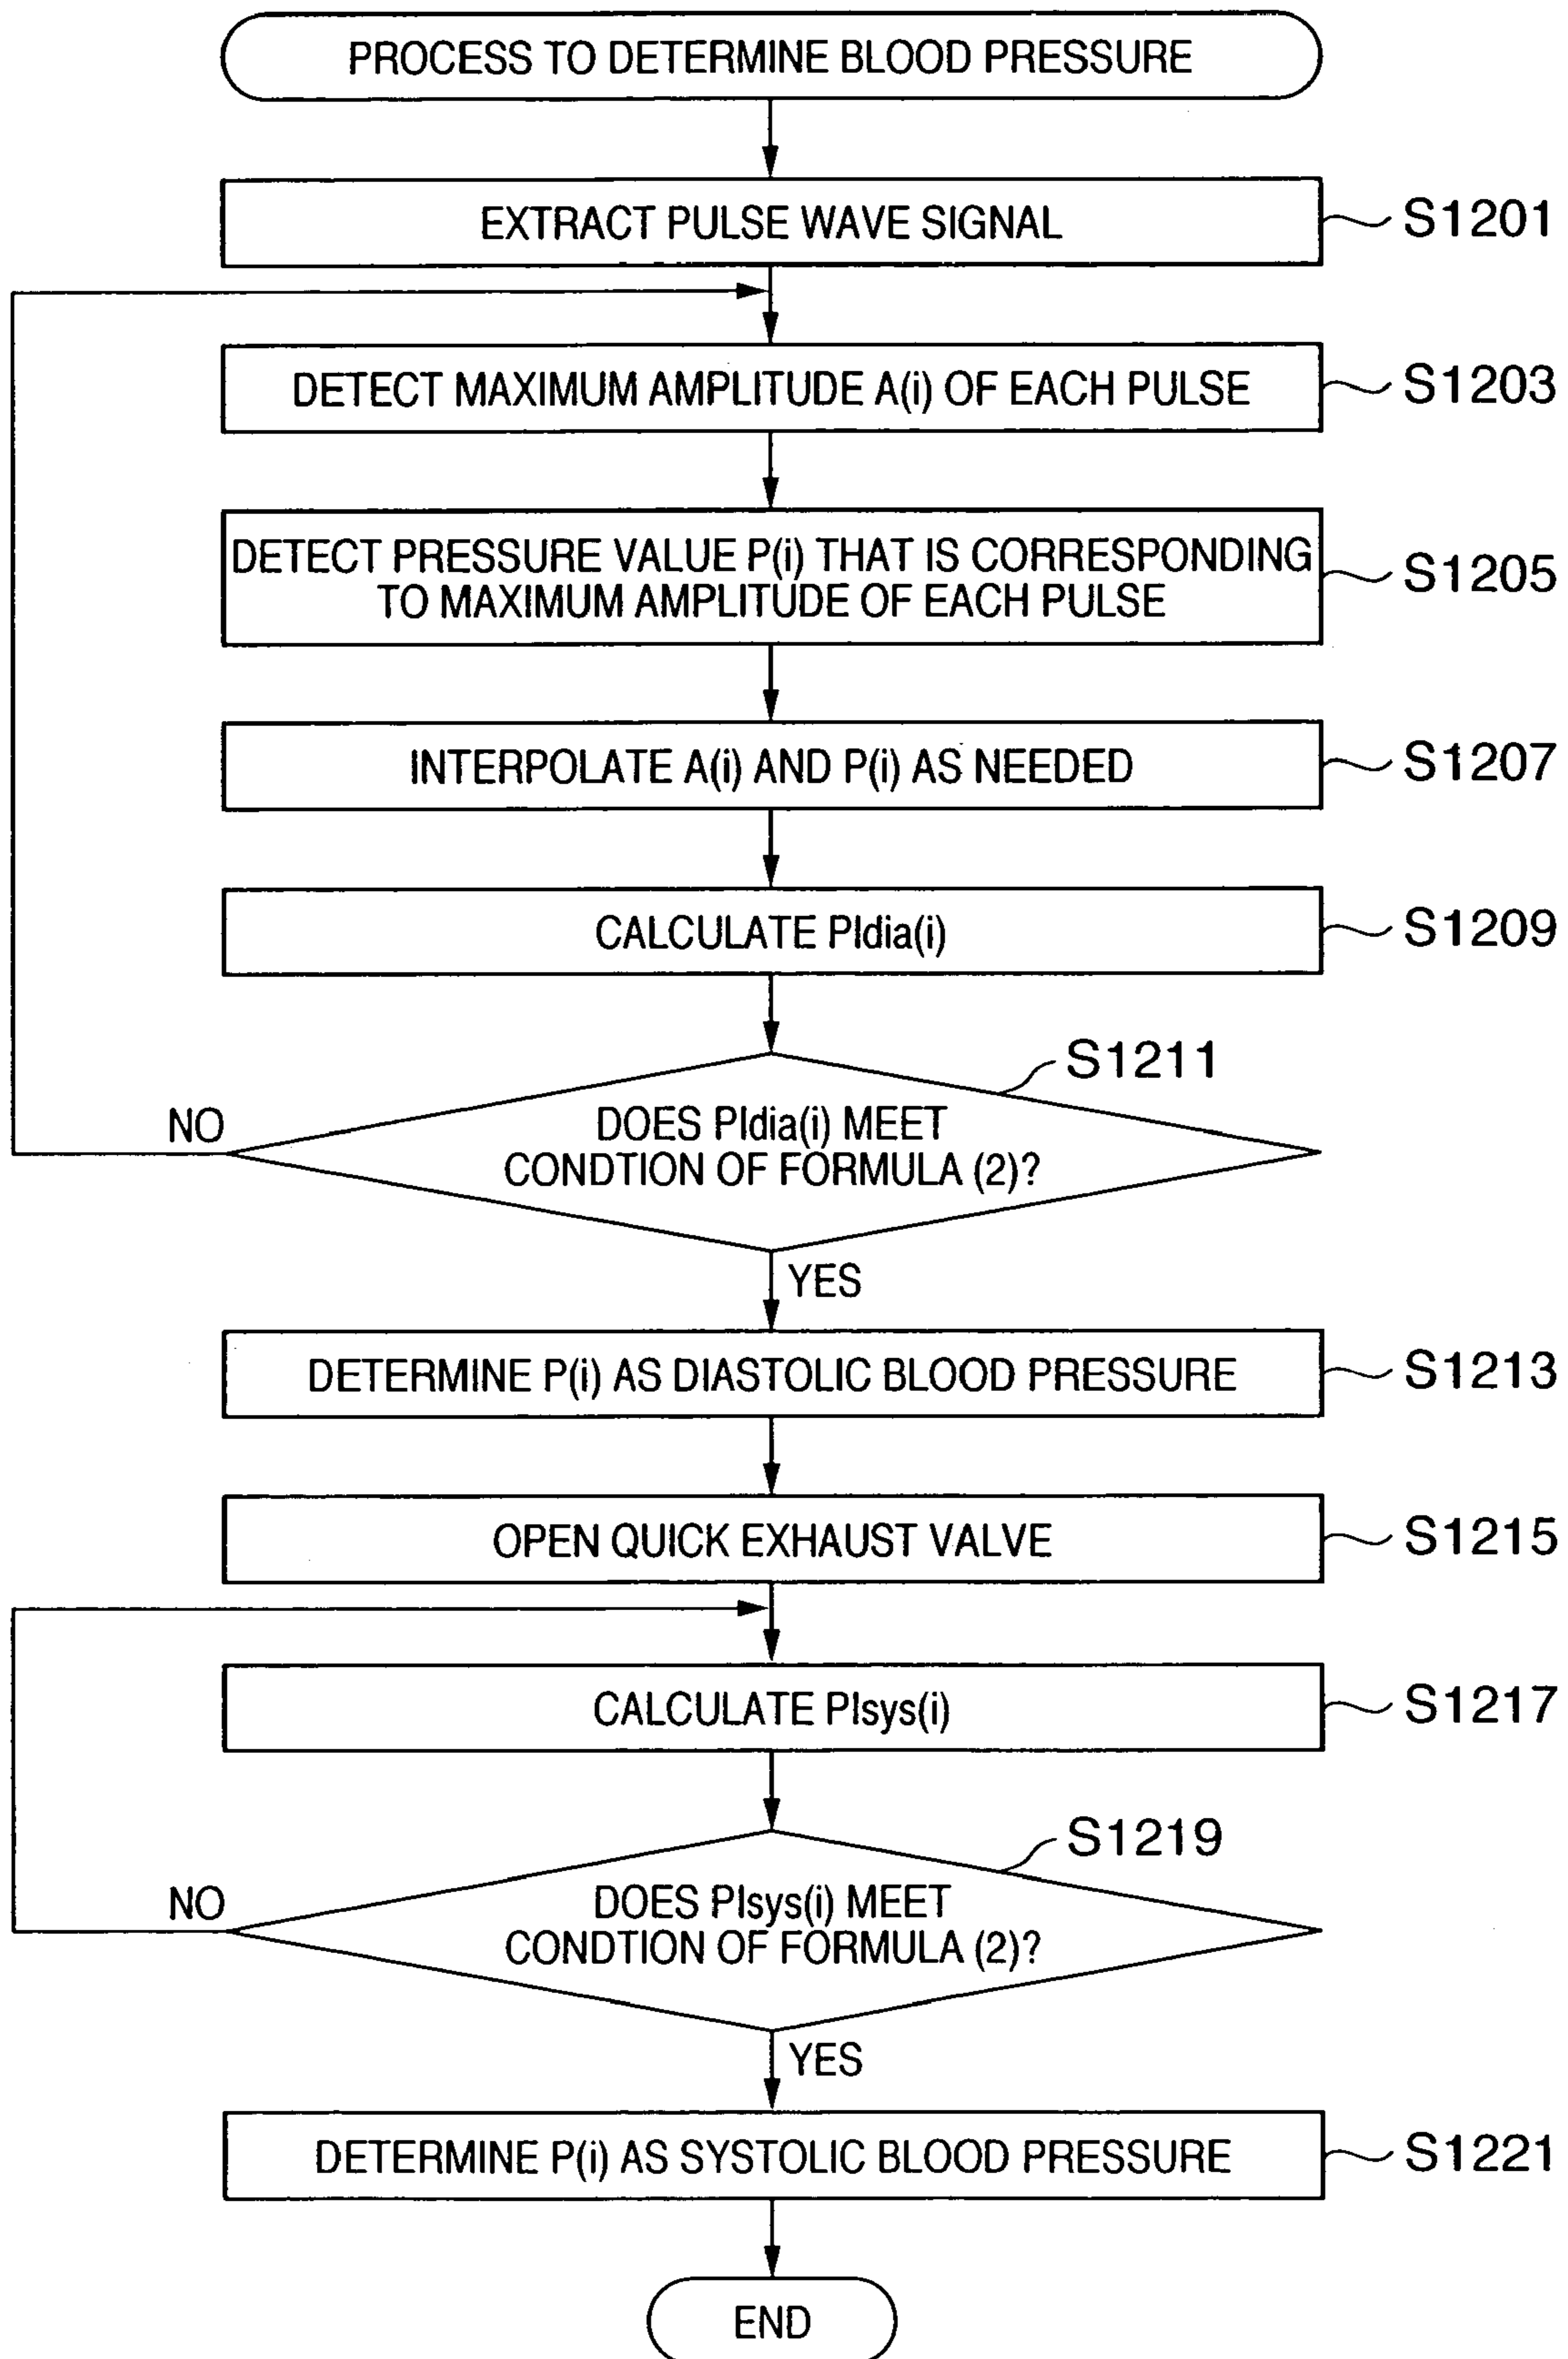 PROCESS TO DETERMINE BLOOD PRESSURE
EXTRACT PULSE WAVE SIGNAL
S1201
DETECT MAXIMUM AMPLITUDE A(i) OF EACH PULSE
S1203
DETECT PRESSURE VALUE P(i) THAT IS CORRESPONDING
TO MAXIMUM AMPLITUDE OF EACH PULSE
S1205
INTERPOLATE A(i) AND P(i) AS NEEDED
S1207
CALCULATE PIdia(i)
S1209
S1211
NO
DOES PIdia(i) MEET
CONDTION OF FORMULA (2)?
YES
DETERMINE P(i) AS DIASTOLIC BLOOD PRESSURE
S1213
OPEN QUICK EXHAUST VALVE
S1215
CALCULATE PIsys(i)
S1217
S1219
NO
DOES PIsys(i) MEET
CONDTION OF FORMULA (2)?
YES
DETERMINE P(i) AS SYSTOLIC BLOOD PRESSURE
S1221
END